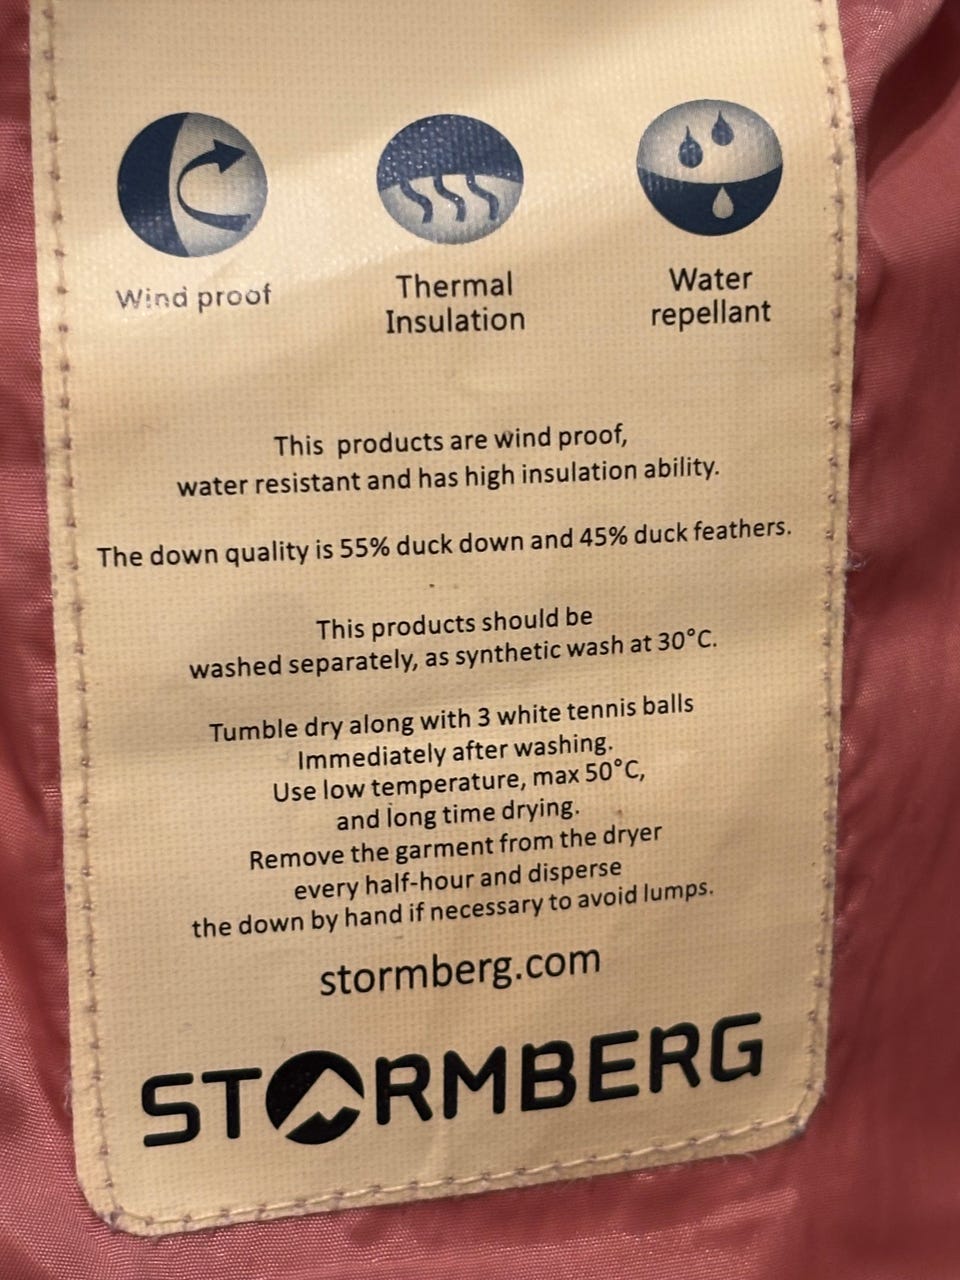 Wind proof
Thermal
Insulation
Water
repellant
This products are wind proof,
water resistant and has high insulation ability.
The down quality is 55% duck down and 45% duck feathers.
This products should be
washed separately, as synthetic wash at 30°C.
Tumble dry along with 3 white tennis balls
Immediately after washing.
Use low temperature, max 50°C,
and long time drying.
Remove the garment from the dryer
every half-hour and disperse
the down by hand if necessary to avoid lumps.
stormberg.com
STORMBERG